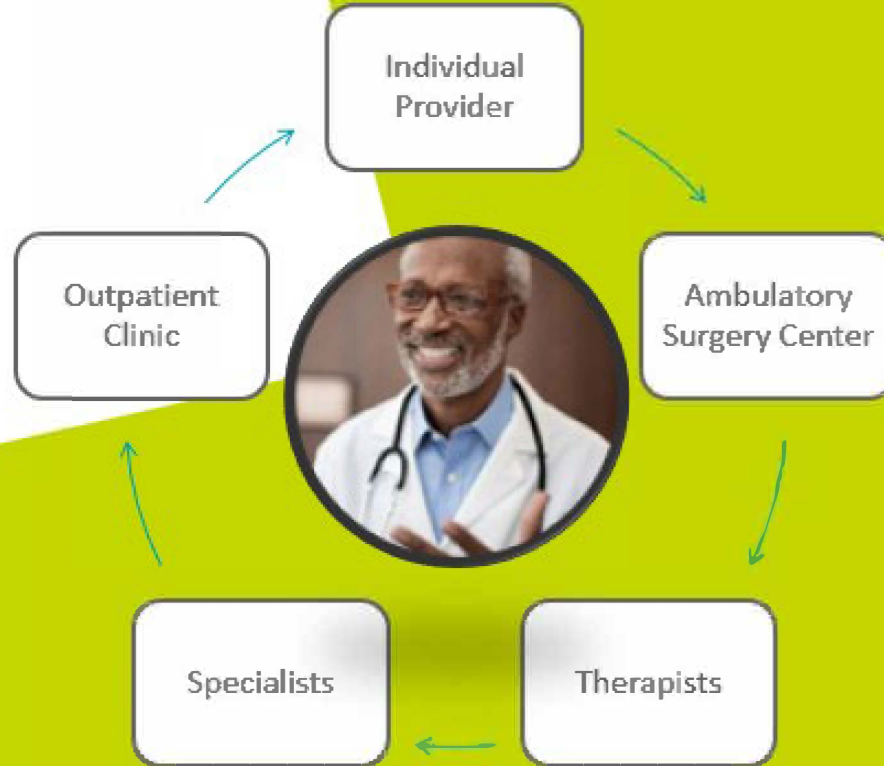 Individual
Provider
Ambulatory
Surgery Center
Therapists
Specialists
Outpatient
Clinic